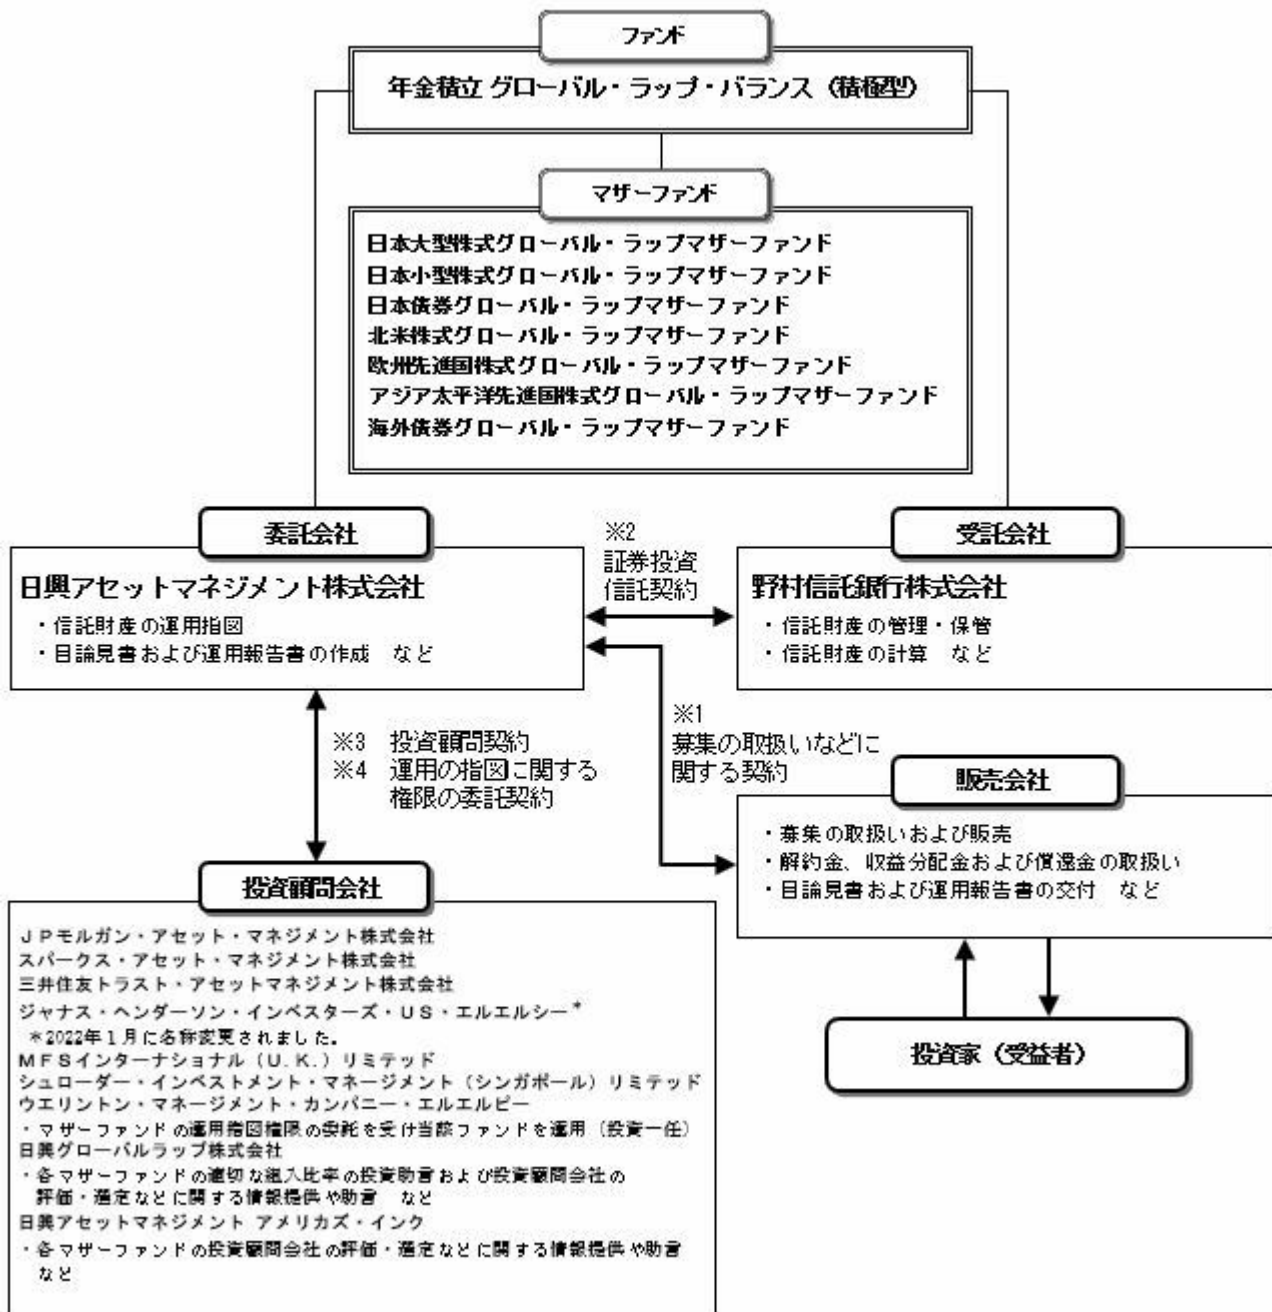 ファンド
年金積立 グローバル・ラップ・バランス（積極型）
マザーファンド
日本大型株式グローバル・ラップマザーファンド
日本小型株式グローバル・ラップマザーファンド
日本債券グローバル・ラップマザーファンド
北米株式グローバル・ラップマザーファンド
欧州先進国株式グローバル・ラップマザーファンド
アジア太平洋先進国株式グローバル・ラップマザーファンド
海外債券グローバル・ラップマザーファンド
委託会社
日興アセットマネジメント株式会社
・信託財産の運用指図
・目論見書および運用報告書の作成　など
※2
証券投資
信託契約
受託会社
野村信託銀行株式会社
・信託財産の管理・保管
・信託財産の計算　など
※3　投資顧問契約
※4　運用の指図に関する
権限の委託契約
※1
募集の取扱いなどに
関する契約
販売会社
・募集の取扱いおよび販売
・解約金、収益分配金および償還金の取扱い
・目論見書および運用報告書の交付　など
投資顧問会社
ＪＰモルガン・アセット・マネジメント株式会社
スパークス・アセット・マネジメント株式会社
三井住友トラスト・アセットマネジメント株式会社
ジャナス・ヘンダーソン・インベスターズ・ＵＳ・エルエルシー＊
＊2022年１月に名称変更されました。
ＭＦＳインターナショナル（Ｕ.Ｋ.）リミテッド
シュローダー・インベストメント・マネージメント（シンガポール）リミテッド
ウエリントン・マネージメント・カンパニー・エルエルピー
・マザーファンドの運用指図権限の委託を受け当該ファンドを運用（投資一任）
日興グローバルラップ株式会社
・各マザーファンドの適切な組入比率の投資助言および投資顧問会社の
評価・選定などに関する情報提供や助言　など
日興アセットマネジメント アメリカズ・インク
・各マザーファンドの投資顧問会社の評価・選定などに関する情報提供や助言
など
投資家（受益者）